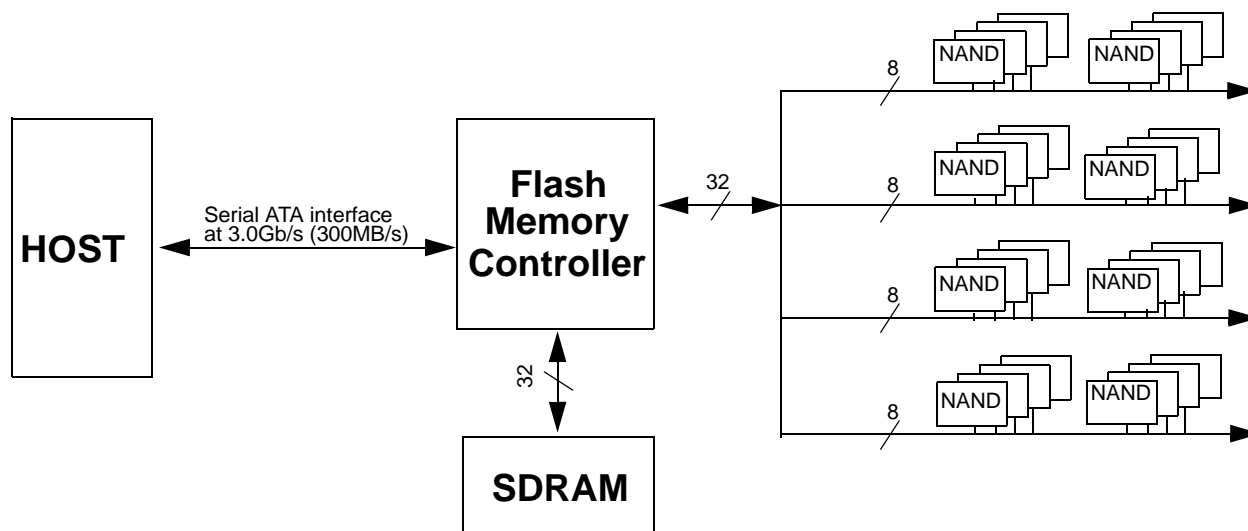 HOST
Serial ATA interface
at 3.0Gb/s (300MB/s)
Flash
Memory
Controller
32
SDRAM
32
8
NAND
NAND
8
NAND
NAND
8
NAND
NAND
8
NAND
NAND